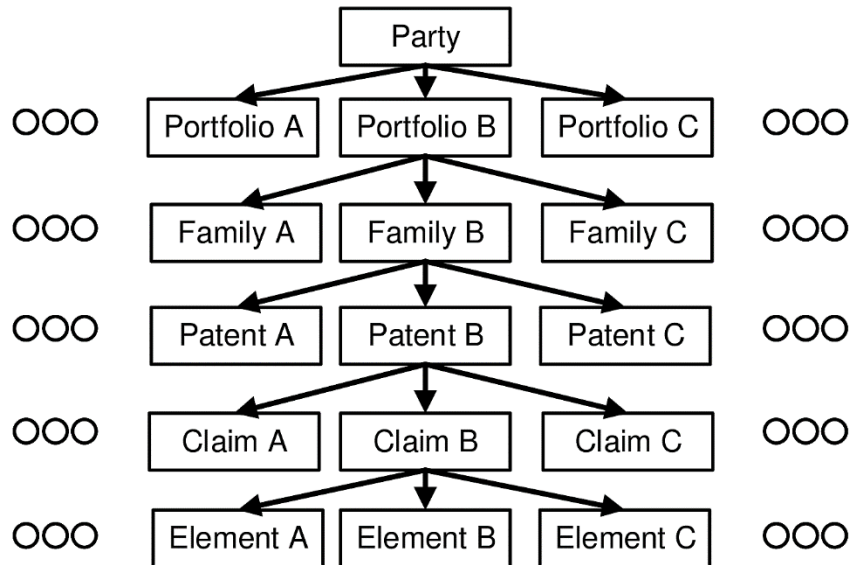 Party
Portfolio A Portfolio B Portfolio C
Family A Family B Family C
Patent A Patent B Patent C
Claim A Claim B Claim C
Element A Element B Element C